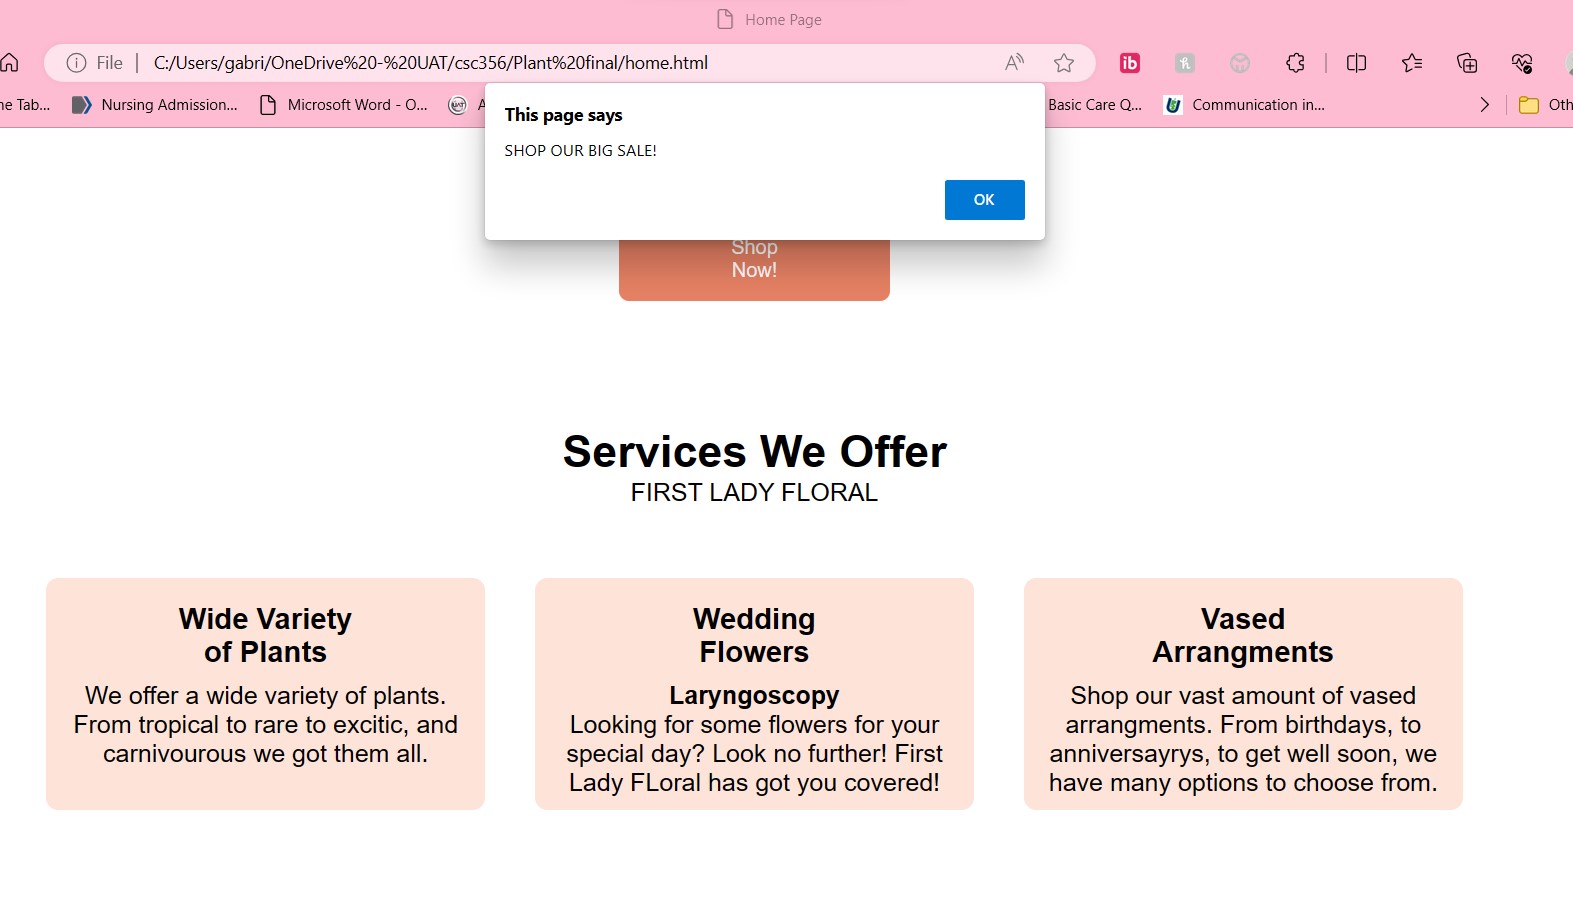 Home Page
File
C:/Users/gabri/OneDrive%20-%20UAT/csc356/Plant%20final/home.html
Tab...
Nursing Admission...
Microsoft Word - O...
UAT
A
Basic Care Q...
Communication in...
This page says
SHOP OUR BIG SALE!
OK
Shop
Now!
Services We Offer
FIRST LADY FLORAL
Wide Variety
of Plants
We offer a wide variety of plants.
From tropical to rare to excitic, and
carnivourous we got them all.
Wedding
Flowers
Laryngoscopy
Looking for some flowers for your
special day? Look no further! First
Lady FLoral has got you covered!
Vased
Arrangments
Shop our vast amount of vased
arrangments. From birthdays, to
anniversayrys, to get well soon, we
have many options to choose from.